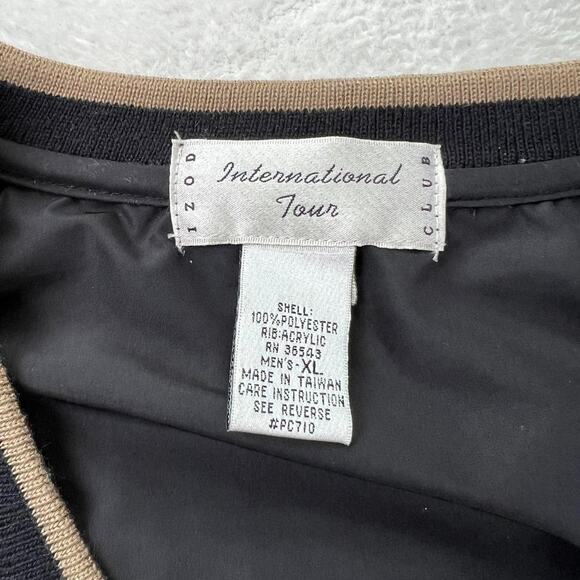 IZOD
International
Tour
CLUB
SHELL:
100%POLYESTER
RIB:ACRYLIC
RN 36543
MEN'S-XL
MADE IN TAIWAN
CARE INSTRUCTION
SEE REVERSE
#PC710